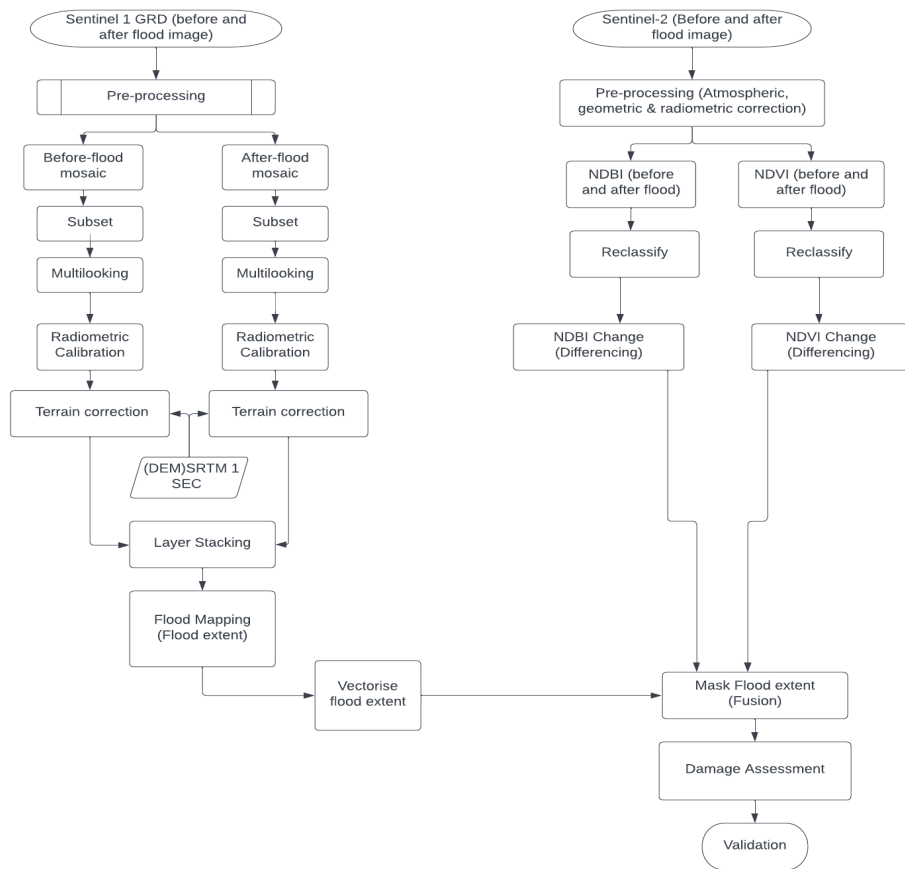 Sentinel 1 GRD (before and
after flood image)
Pre-processing
Before-flood
mosaic
After-flood
mosaic
Subset
Subset
Multilooking
Multilooking
Radiometric
Calibration
Radiometric
Calibration
Terrain correction
Terrain correction
(DEM)SRTM 1
SEC
Layer Stacking
Flood Mapping
(Flood extent)
Vectorise
flood extent
Sentinel-2 (Before and after
flood image)
Pre-processing (Atmospheric,
geometric & radiometric correction)
NDBI (before
and after flood)
NDVI (before and
after flood)
Reclassify
Reclassify
NDBI Change
(Differencing)
NDVI Change
(Differencing)
Mask Flood extent
(Fusion)
Damage Assessment
Validation